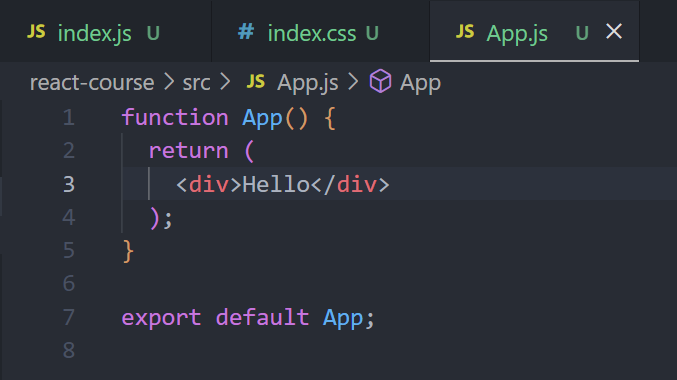 JS index.js U # index.css U JS App.js U
react-course > src > JS App.js > App
1 function App() {
2   return (
3     <div>Hello</div>
4   );
5 }
6
7 export default App;
8